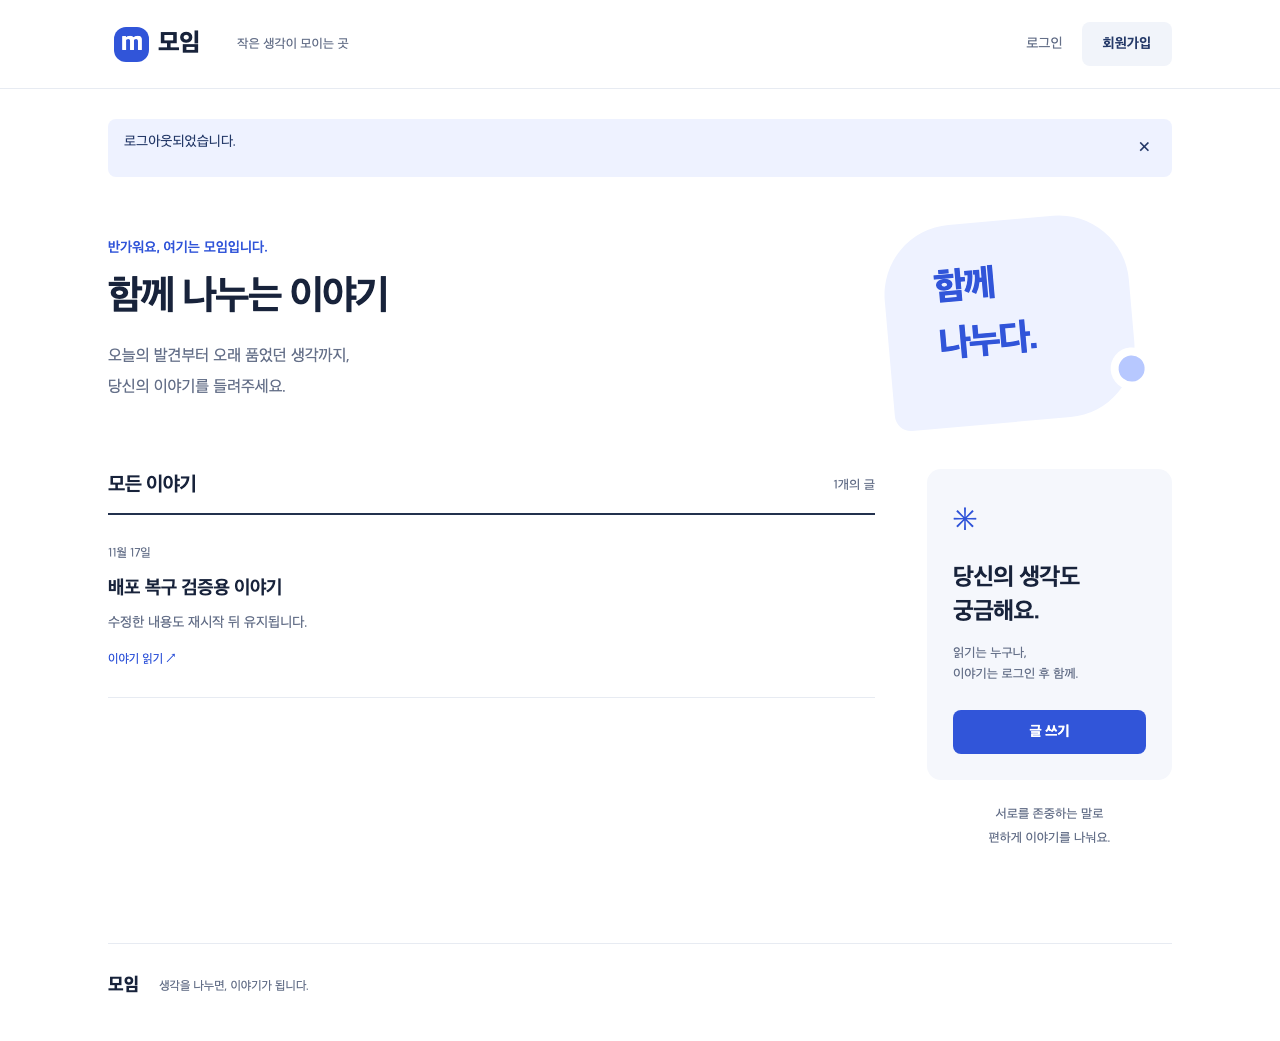 m 모임
작은 생각이 모이는 곳
로그인
회원가입
로그아웃되었습니다.
×
반가워요, 여기는 모임입니다.
함께 나누는 이야기
오늘의 발견부터 오래 품었던 생각까지,
당신의 이야기를 들려주세요.
함께
나누다.
모든 이야기
1개의 글
11월 17일
배포 복구 검증용 이야기
수정한 내용도 재시작 뒤 유지됩니다.
이야기 읽기 ↗
✳
당신의 생각도
궁금해요.
읽기는 누구나,
이야기는 로그인 후 함께.
글 쓰기
서로를 존중하는 말로
편하게 이야기를 나눠요.
모임
생각을 나누면, 이야기가 됩니다.